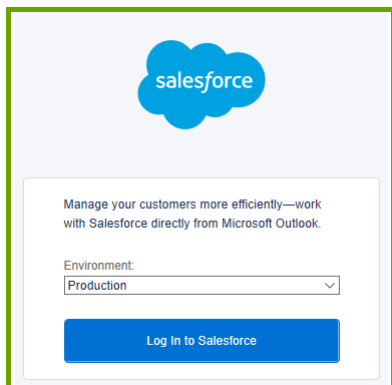 salesforce
Manage your customers more efficiently—work
with Salesforce directly from Microsoft Outlook.
Environment:
Production
Log In to Salesforce